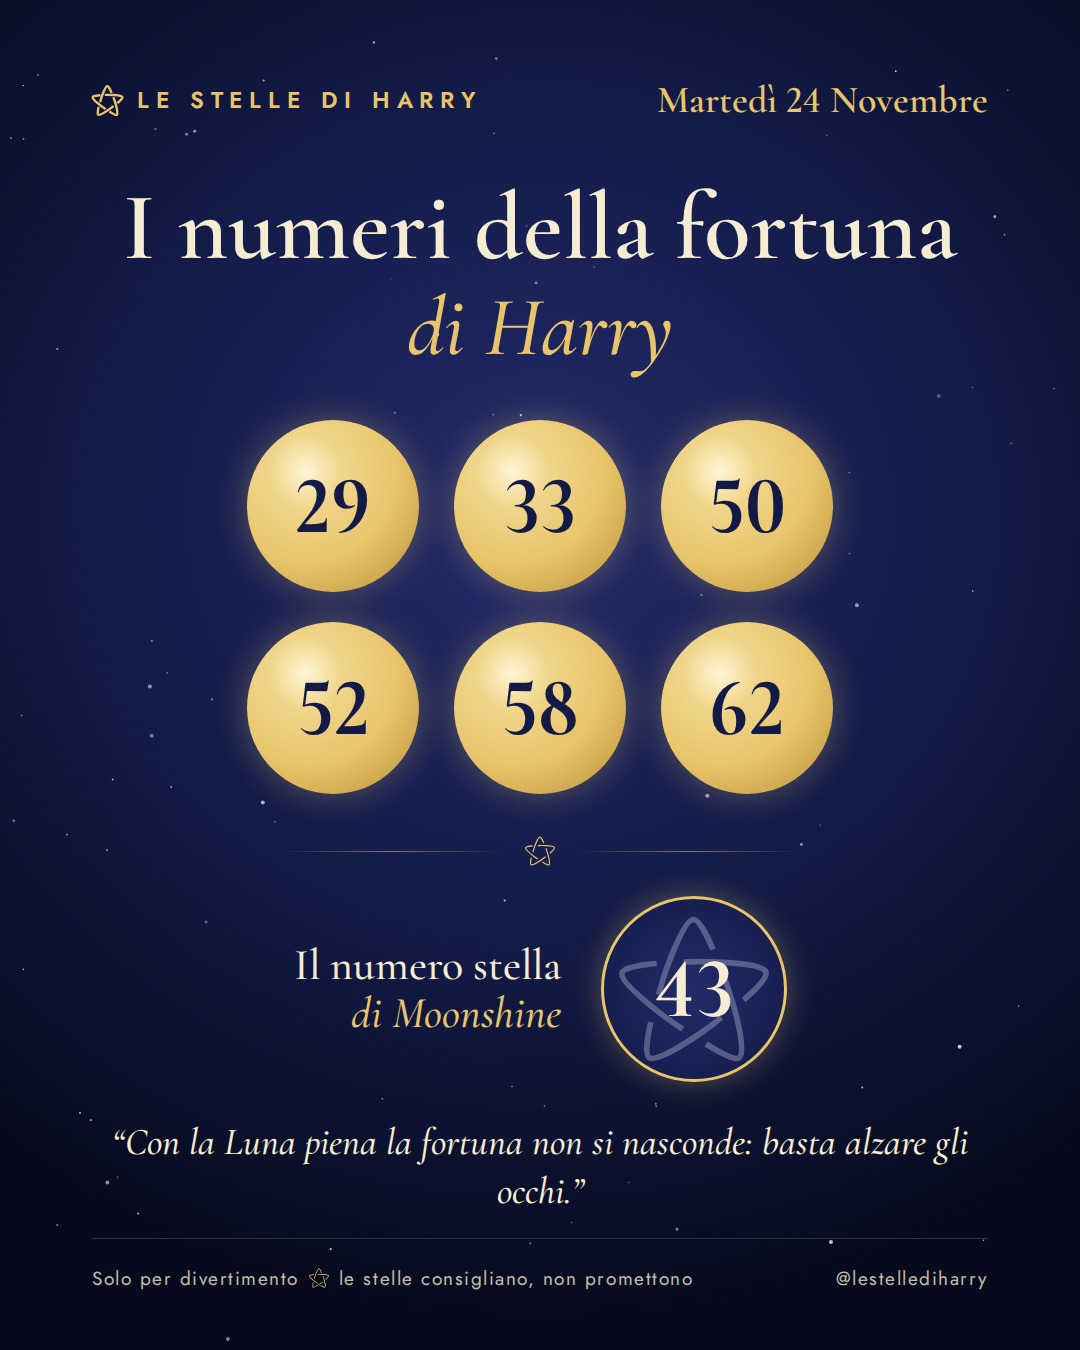 LE STELLE DI HARRY
Martedì 24 Novembre
I numeri della fortuna
di Harry
29 33 50
52 58 62
Il numero stella
di Moonshine
43
“Con la Luna piena la fortuna non si nasconde: basta alzare gli
occhi.”
Solo per divertimento le stelle consigliano, non promettono
@lestellediharry